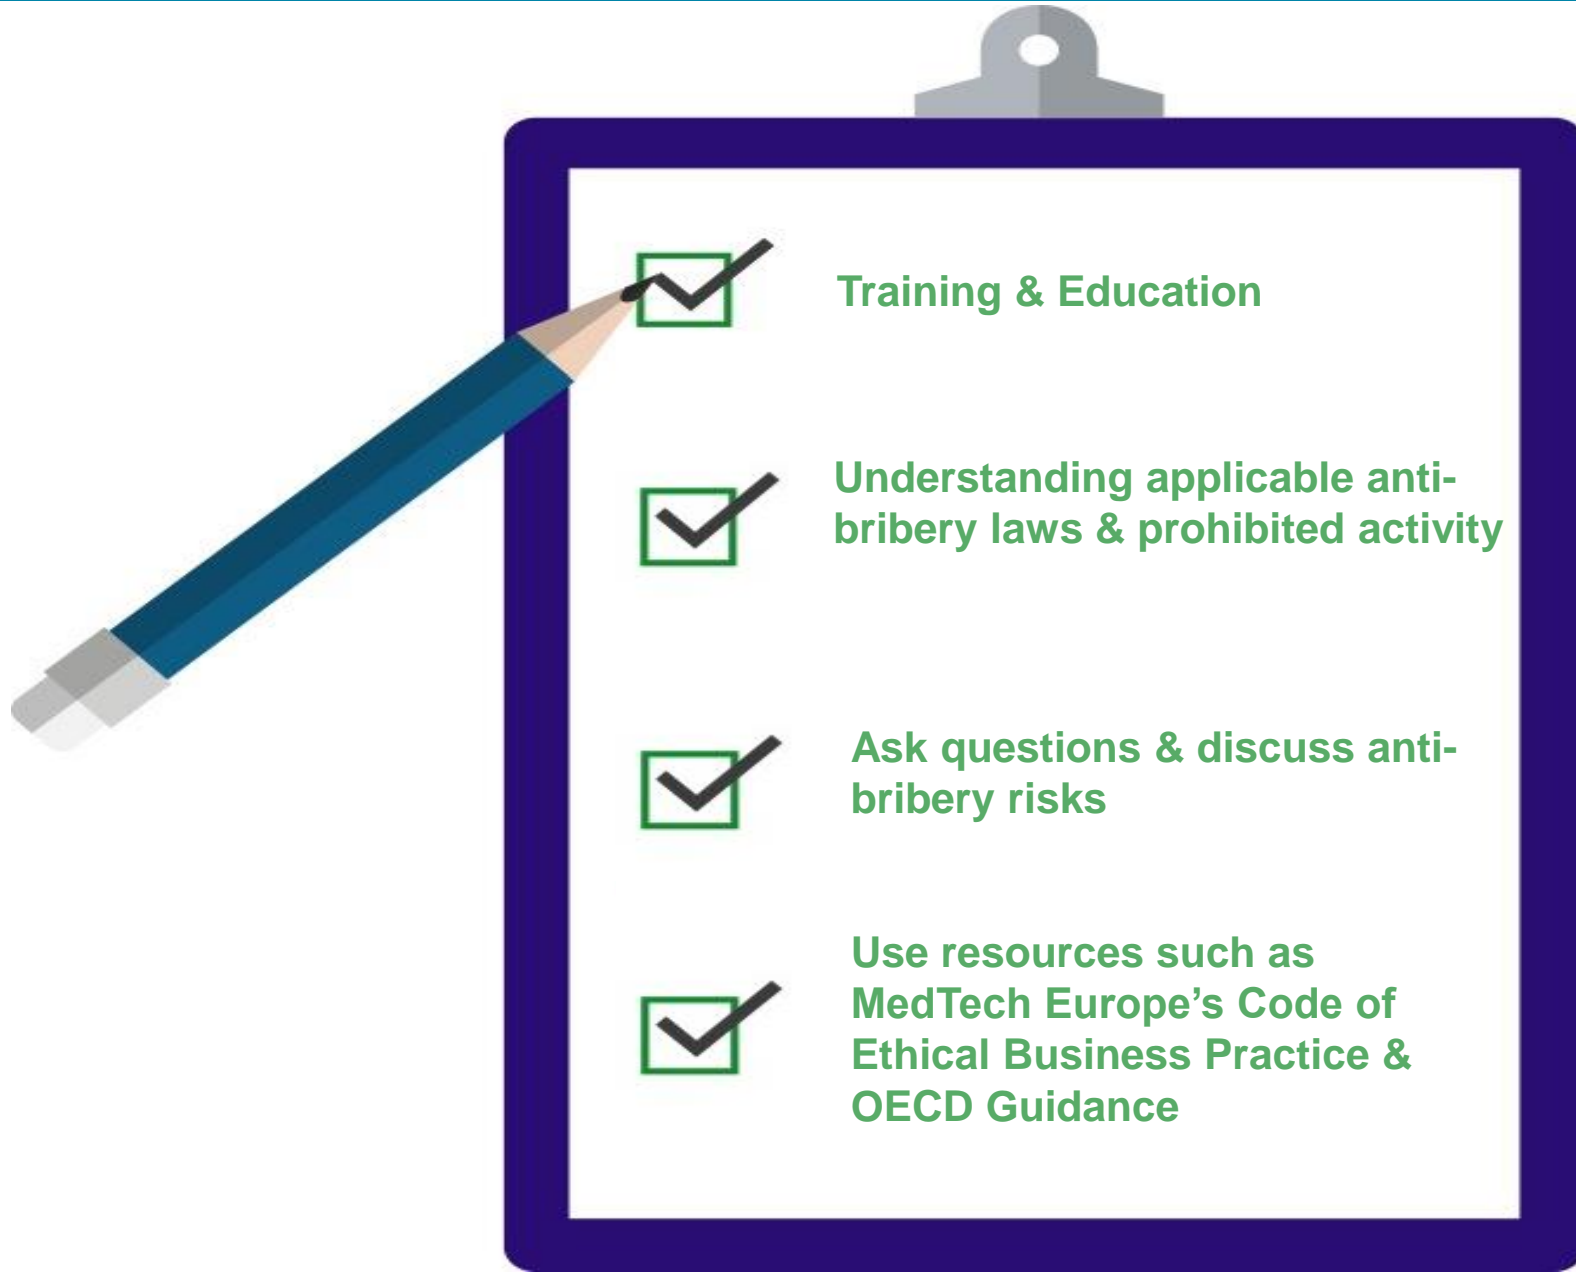 Training & Education
Understanding applicable anti-
bribery laws & prohibited activity
Ask questions & discuss anti-
bribery risks
Use resources such as
MedTech Europe’s Code of
Ethical Business Practice &
OECD Guidance